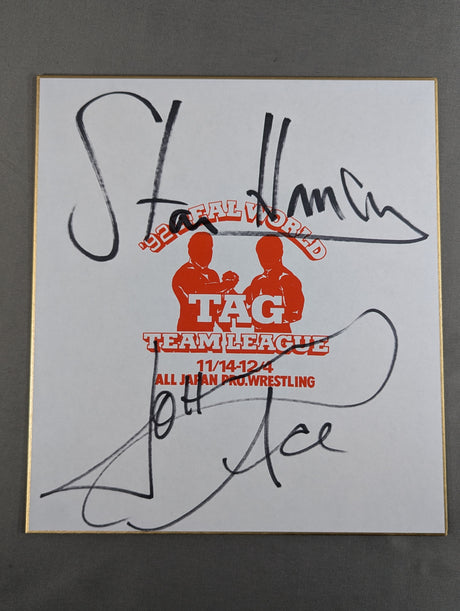 Stan Hansen
'92 REAL WORLD
TAG
TEAM LEAGUE
11/14-12/4
ALL JAPAN PRO.WRESTLING
Johnny Ace